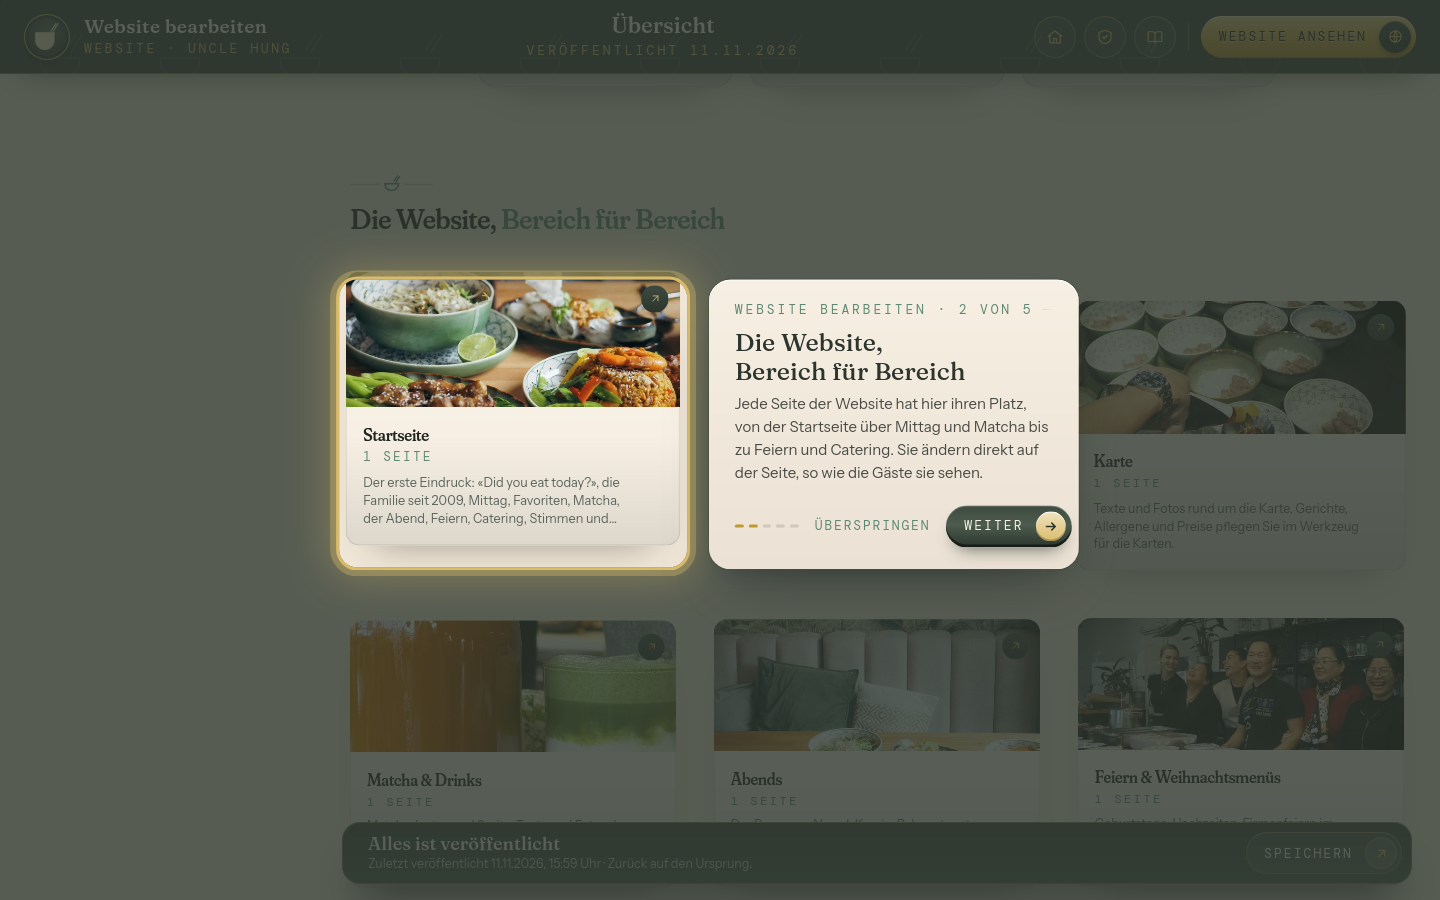 Website bearbeiten
WEBSITE · UNCLE HUNG
Übersicht
VERÖFFENTLICHT 11.11.2026
WEBSITE ANSEHEN
Die Website, Bereich für Bereich
Startseite
1 SEITE
Der erste Eindruck: «Did you eat today?», die
Familie seit 2009, Mittag, Favoriten, Matcha,
der Abend, Feiern, Catering, Stimmen und…
WEBSITE BEARBEITEN · 2 VON 5
Die Website,
Bereich für Bereich
Jede Seite der Website hat hier ihren Platz,
von der Startseite über Mittag und Matcha bis
zu Feiern und Catering. Sie ändern direkt auf
der Seite, so wie die Gäste sie sehen.
ÜBERSPRINGEN
WEITER
Karte
1 SEITE
Texte und Fotos rund um die Karte. Gerichte,
Allergene und Preise pflegen Sie im Werkzeug
für die Karten.
Matcha & Drinks
1 SEITE
Abends
1 SEITE
Feiern & Weihnachtsmenüs
1 SEITE
Alles ist veröffentlicht
Zuletzt veröffentlicht 11.11.2026, 15:59 Uhr · Zurück auf den Ursprung.
SPEICHERN